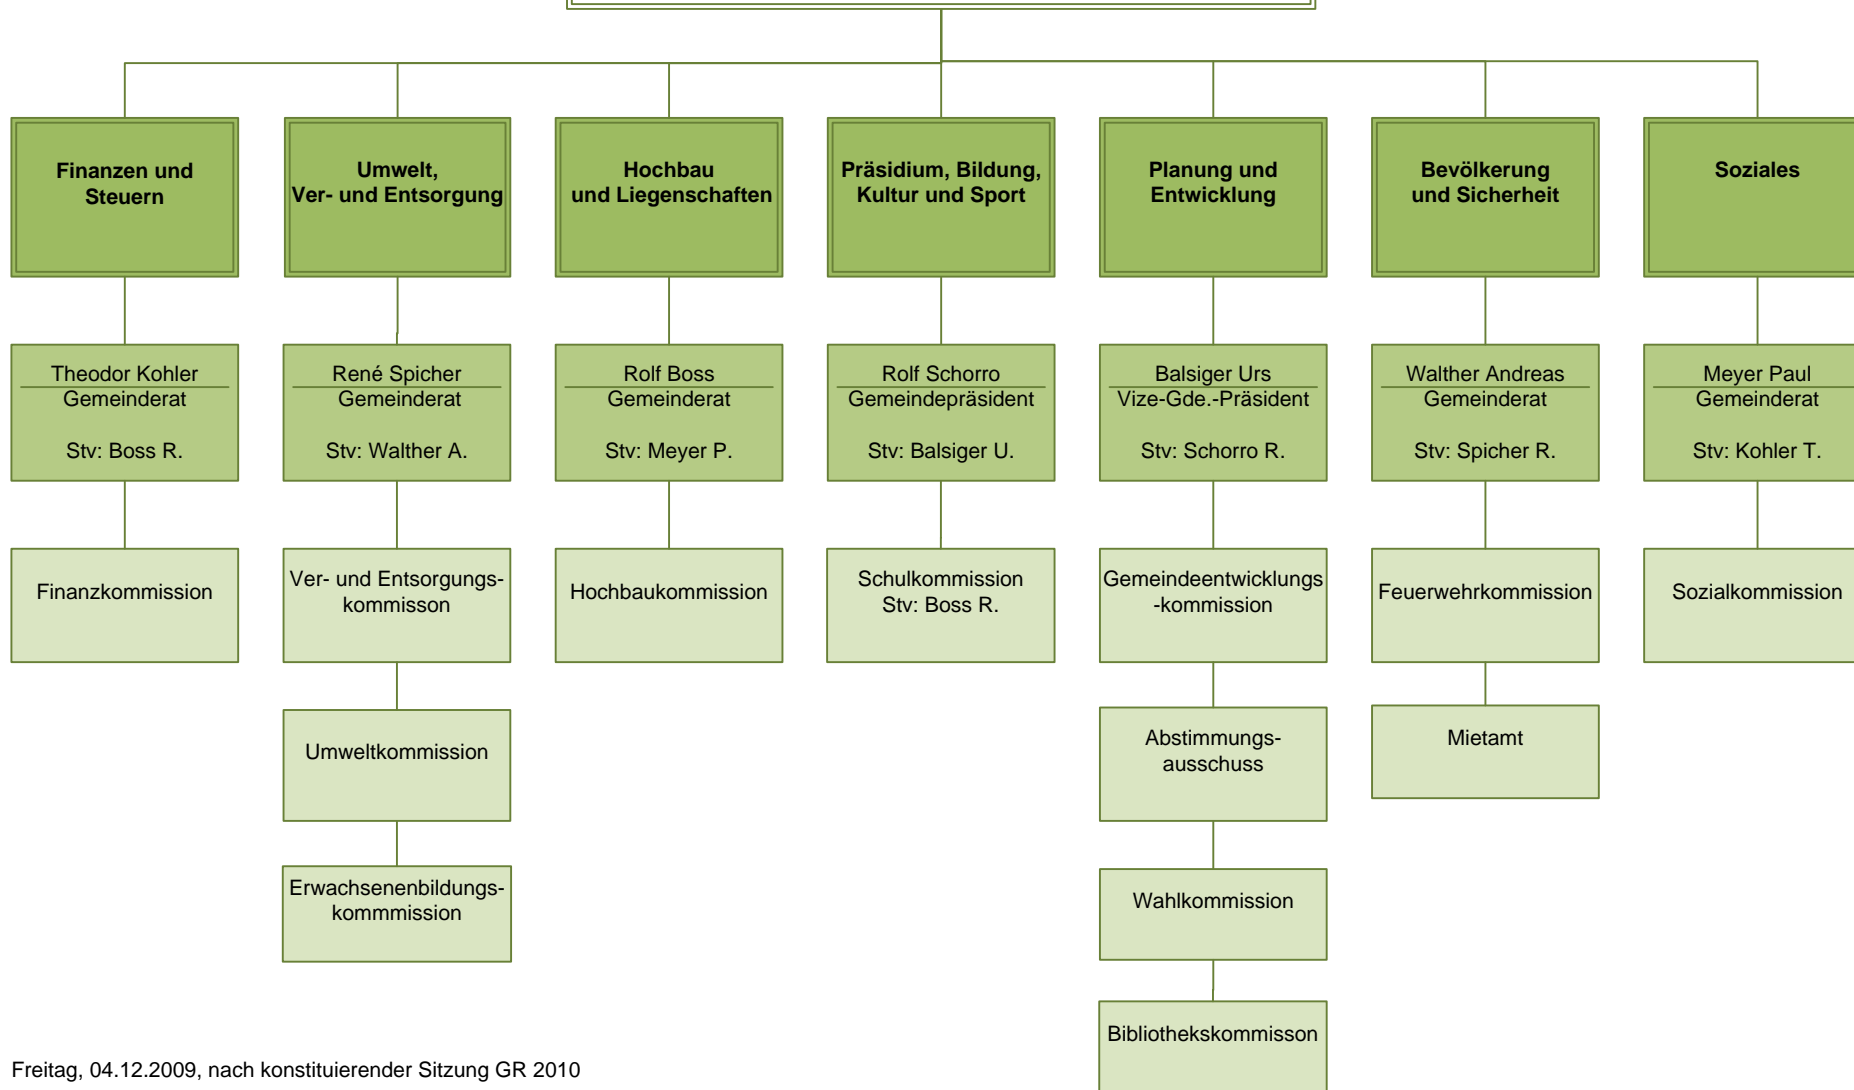 Finanzen und
Steuern
Umwelt,
Ver- und Entsorgung
Hochbau
und Liegenschaften
Präsidium, Bildung,
Kultur und Sport
Planung und
Entwicklung
Bevölkerung
und Sicherheit
Soziales
Theodor Kohler
Gemeinderat
Stv: Boss R.
René Spicher
Gemeinderat
Stv: Walther A.
Rolf Boss
Gemeinderat
Stv: Meyer P.
Rolf Schorro
Gemeindepräsident
Stv: Balsiger U.
Balsiger Urs
Vize-Gde.-Präsident
Stv: Schorro R.
Walther Andreas
Gemeinderat
Stv: Spicher R.
Meyer Paul
Gemeinderat
Stv: Kohler T.
Finanzkommission
Ver- und Entsorgungs-
kommisson
Hochbaukommission
Schulkommission
Stv: Boss R.
Gemeindeentwicklungs
-kommission
Feuerwehrkommission
Sozialkommission
Umweltkommission
Abstimmungs-
ausschuss
Mietamt
Erwachsenenbildungs-
kommmission
Wahlkommission
Bibliothekskommisson
Freitag, 04.12.2009, nach konstituierender Sitzung GR 2010